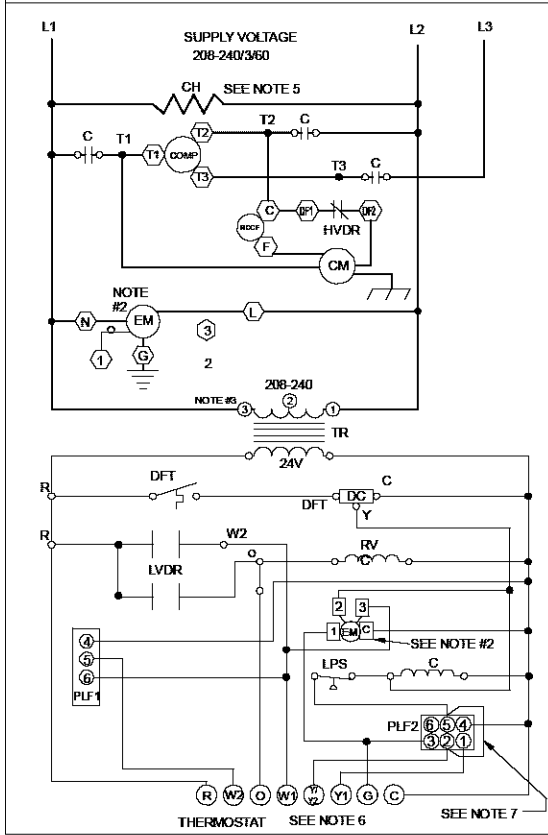 L1 L2 L3
SUPPLY VOLTAGE
208-240/3/60
CH SEE NOTE 5
C T1 T2 C
T1 COMP T2
T3 T3 C
C DF1 DF2
HVDR
F
CM
NOTE
#2
N EM L
3
1 G 2
208-240
NOTE #3 3 2 1
TR
24V
R DFT C
DFT DC
Y
R W2
LVDR O RV
C
2 3
1 EM C
SEE NOTE #2
4
5
6
PLF1
LPS C
PLF2
6 5 4
3 2 1
R W2 O W1 Y/Y2 Y1 G C
THERMOSTAT SEE NOTE 6 SEE NOTE 7